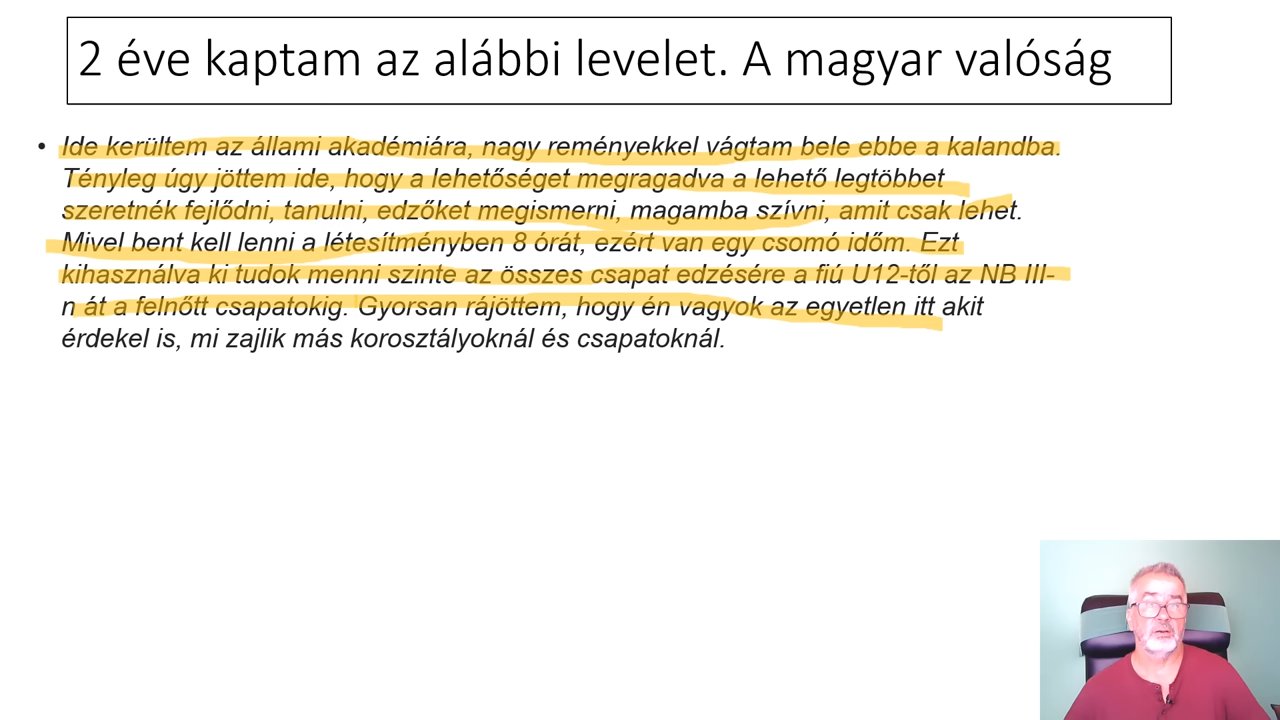 2 éve kaptam az alábbi levelet. A magyar valóság
• Ide kerültem az állami akadémiára, nagy reményekkel vágtam bele ebbe a kalandba.
Tényleg úgy jöttem ide, hogy a lehetőséget megragadva a lehető legtöbbet
szeretnék fejlődni, tanulni, edzőket megismerni, magamba szívni, amit csak lehet.
Mivel bent kell lenni a létesítményben 8 órát, ezért van egy csomó időm. Ezt
kihasználva ki tudok menni szinte az összes csapat edzésére a fiú U12-től az NB III-
n át a felnőtt csapatokig. Gyorsan rájöttem, hogy én vagyok az egyetlen itt akit
érdekel is, mi zajlik más korosztályoknál és csapatoknál.